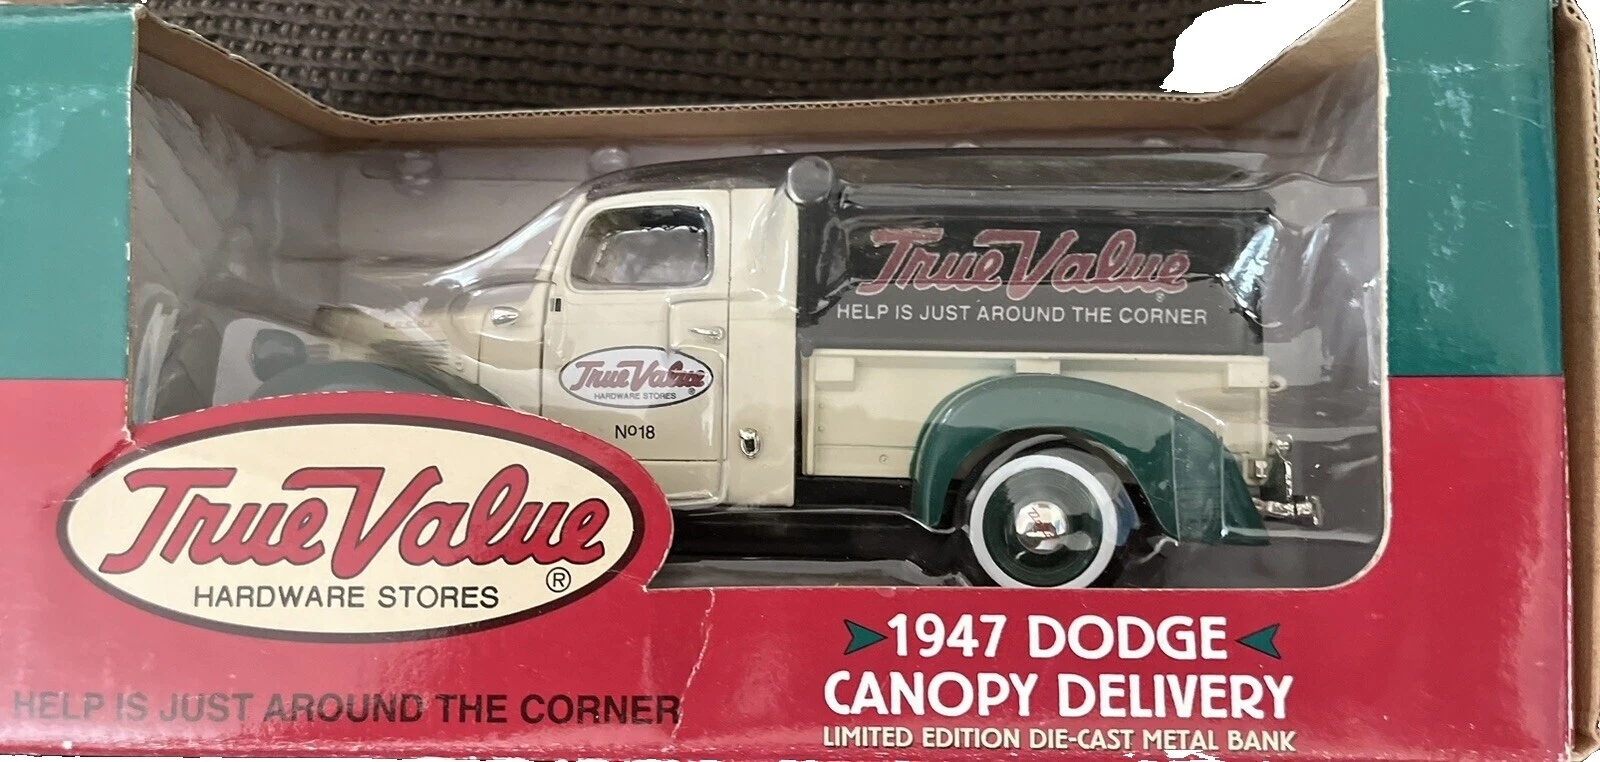 True Value®
HELP IS JUST AROUND THE CORNER
True Value®
HARDWARE STORES
No18
True Value®
HARDWARE STORES
HELP IS JUST AROUND THE CORNER
1947 DODGE
CANOPY DELIVERY
LIMITED EDITION DIE-CAST METAL BANK